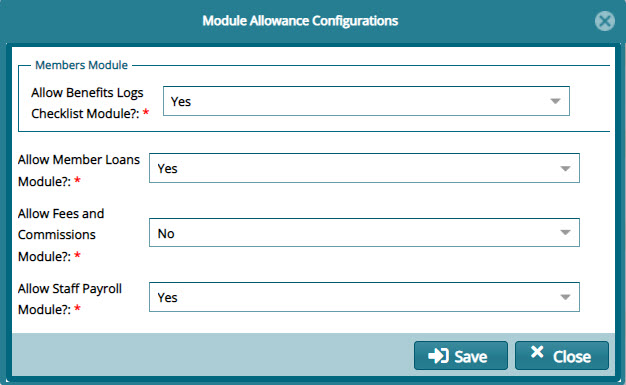 Module Allowance Configurations
Members Module
Allow Benefits Logs
Checklist Module?: *
Yes
Allow Member Loans
Module?: *
Yes
Allow Fees and
Commissions
Module?: *
No
Allow Staff Payroll
Module?: *
Yes
Save
Close